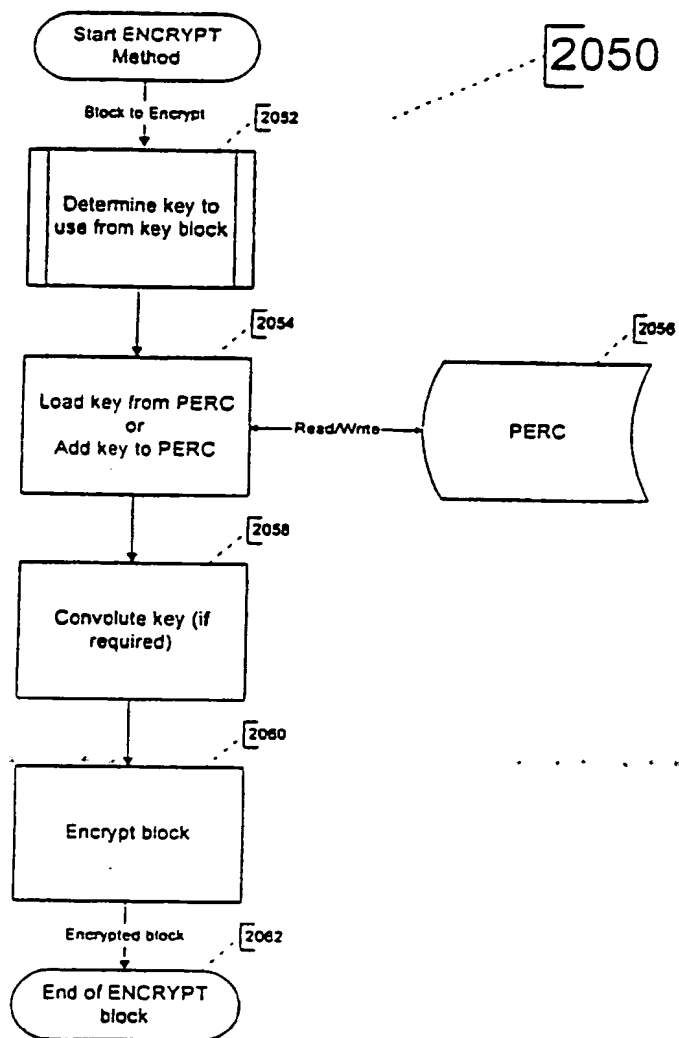 Start ENCRYPT
Method
2050
Block to Encrypt
2052
Determine key to
use from key block
2054
Load key from PERC
or
Add key to PERC
Read/Write
2056
PERC
2058
Convolute key (if
required)
2060
Encrypt block
Encrypted block
2062
End of ENCRYPT
block